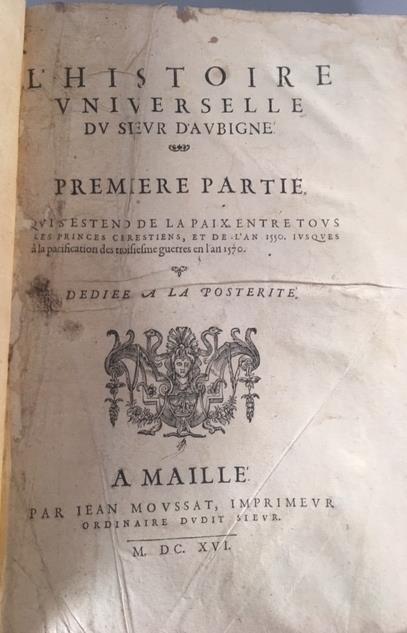 L'HISTOIRE
VNIVERSELLE
DV SIEVR D'AVBIGNE.
PREMIERE PARTIE.
QVI S'ESTEND DE LA PAIX ENTRE TOVS
LES PRINCES CHRESTIENS, ET DE L'AN 1550. IVSQVES
à la pacification des troisiesme guerres en l'an 1570.
DEDIEE A LA POSTERITE.
A MAILLE.
PAR IEAN MOVSSAT, IMPRIMEVR
ORDINAIRE DVDIT SIEVR.
M. DC. XVI.